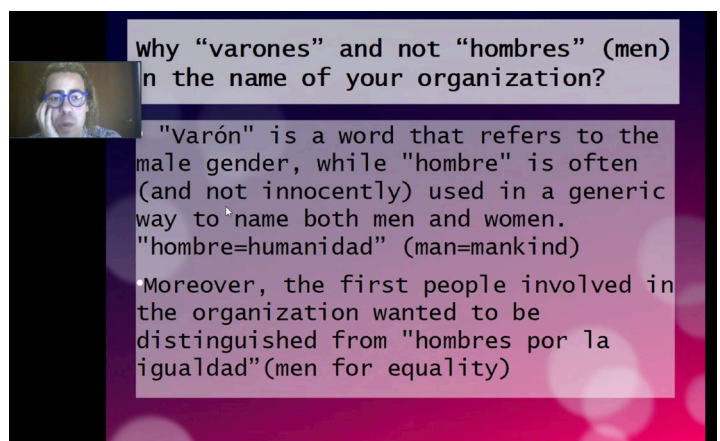 Why “varones” and not “hombres” (men)
in the name of your organization?
"Varón" is a word that refers to the
male gender, while "hombre" is often
(and not innocently) used in a generic
way to name both men and women.
"hombre=humanidad” (man=mankind)
•Moreover, the first people involved in
the organization wanted to be
distinguished from "hombres por la
igualdad”(men for equality)